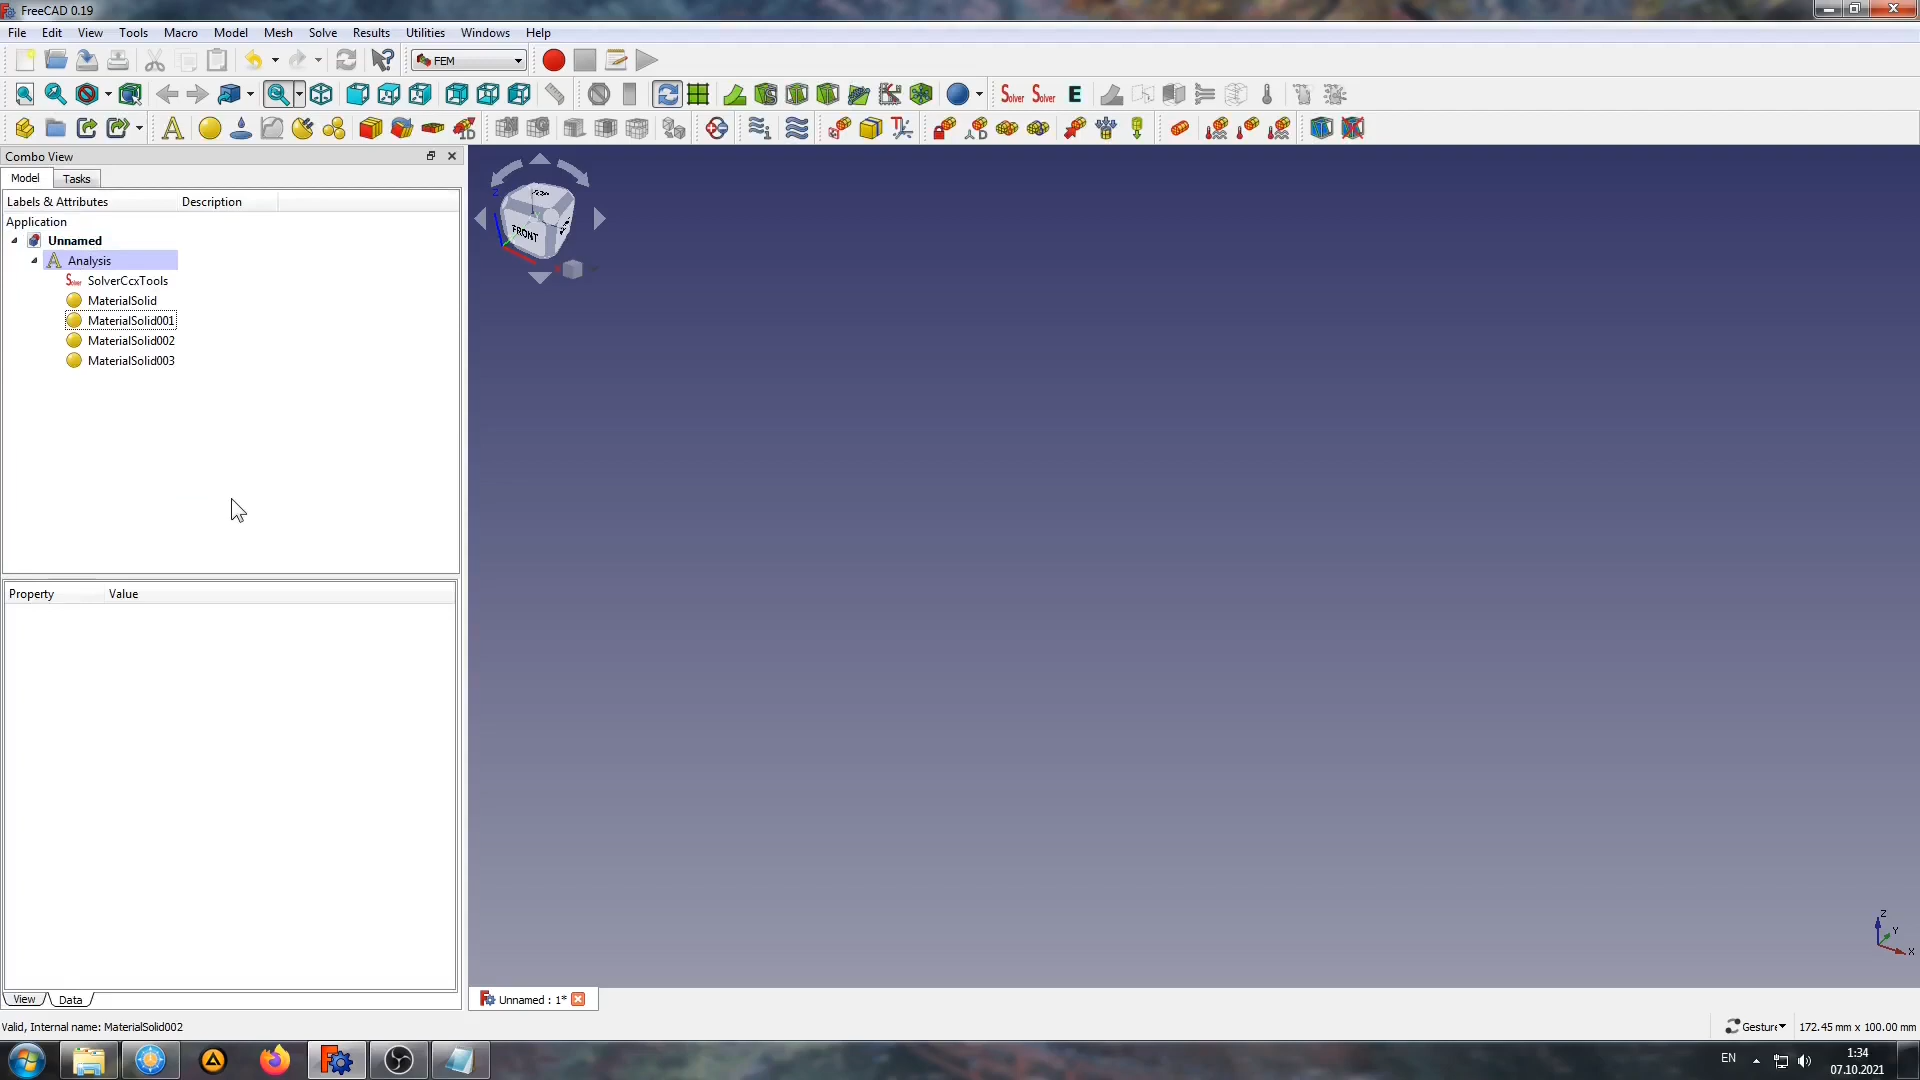 FreeCAD 0.19
File Edit View Tools Macro Model Mesh Solve Results Utilities Windows Help
FEM
Solver Solver E
Combo View
Model Tasks
Labels & Attributes Description
Application
Unnamed
Analysis
SolverCcxTools
MaterialSolid
MaterialSolid001
MaterialSolid002
MaterialSolid003
FRONT
Z
Y
X
Property Value
View Data
Unnamed : 1*
Valid, Internal name: MaterialSolid002
Gesture 172.45 mm x 100.00 mm
EN
1:34
07.10.2021